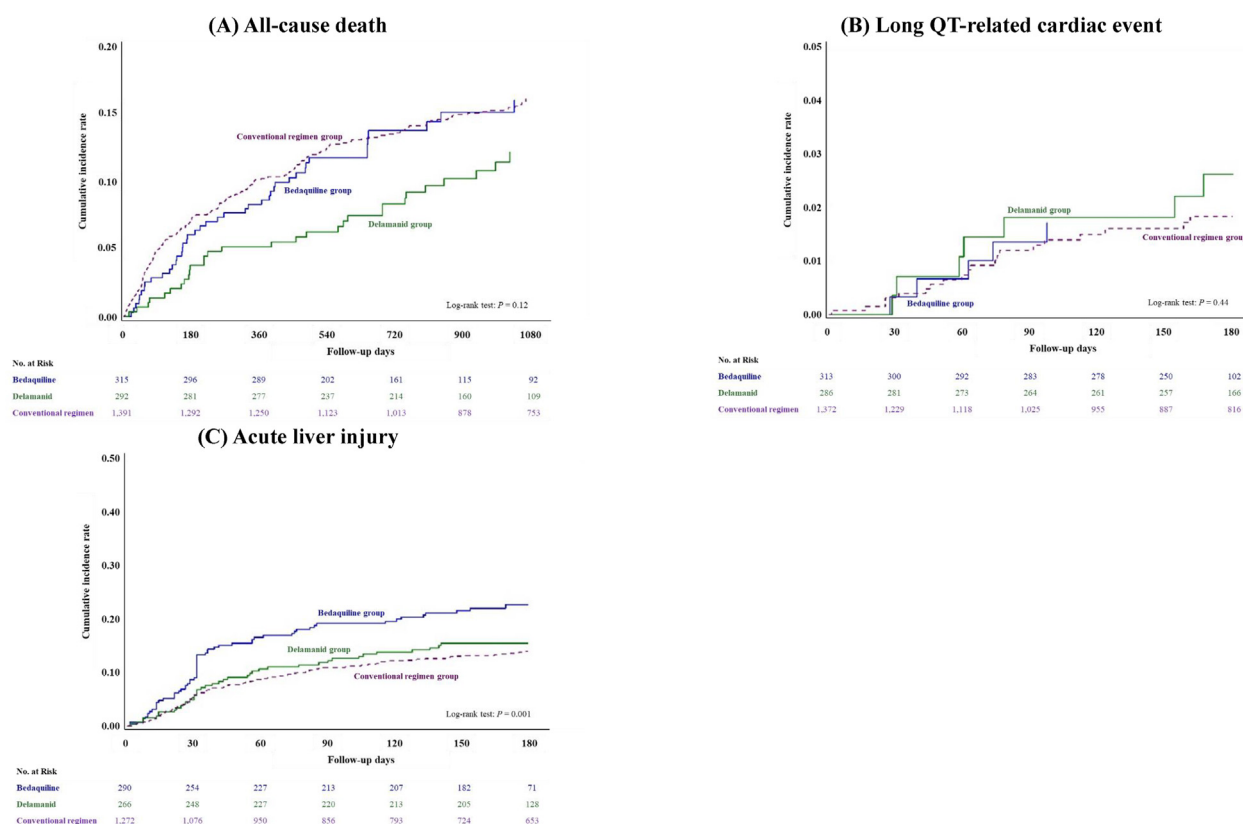 (A) All-cause death
0.20
0.15
0.10
0.05
0.00
Cumulative incidence rate
Conventional regimen group
Bedaquiline group
Delamanid group
Log-rank test: P = 0.12
0 180 360 540 720 900 1080
Follow-up days
No. at Risk
Bedaquiline 315 296 289 202 161 115 92
Delamanid 292 281 277 237 214 160 109
Conventional regimen 1,391 1,292 1,250 1,123 1,013 878 753
(B) Long QT-related cardiac event
0.05
0.04
0.03
0.02
0.01
0.00
Cumulative incidence rate
Delamanid group
Conventional regimen group
Bedaquiline group
Log-rank test: P = 0.44
0 30 60 90 120 150 180
Follow-up days
No. at Risk
Bedaquiline 313 300 292 283 278 250 102
Delamanid 286 281 273 264 261 257 166
Conventional regimen 1,372 1,229 1,118 1,025 955 887 816
(C) Acute liver injury
0.50
0.40
0.30
0.20
0.10
0.00
Cumulative incidence rate
Bedaquiline group
Delamanid group
Conventional regimen group
Log-rank test: P = 0.001
0 30 60 90 120 150 180
Follow-up days
No. at Risk
Bedaquiline 290 254 227 213 207 182 71
Delamanid 266 248 227 220 213 205 128
Conventional regimen 1,272 1,076 950 856 793 724 653